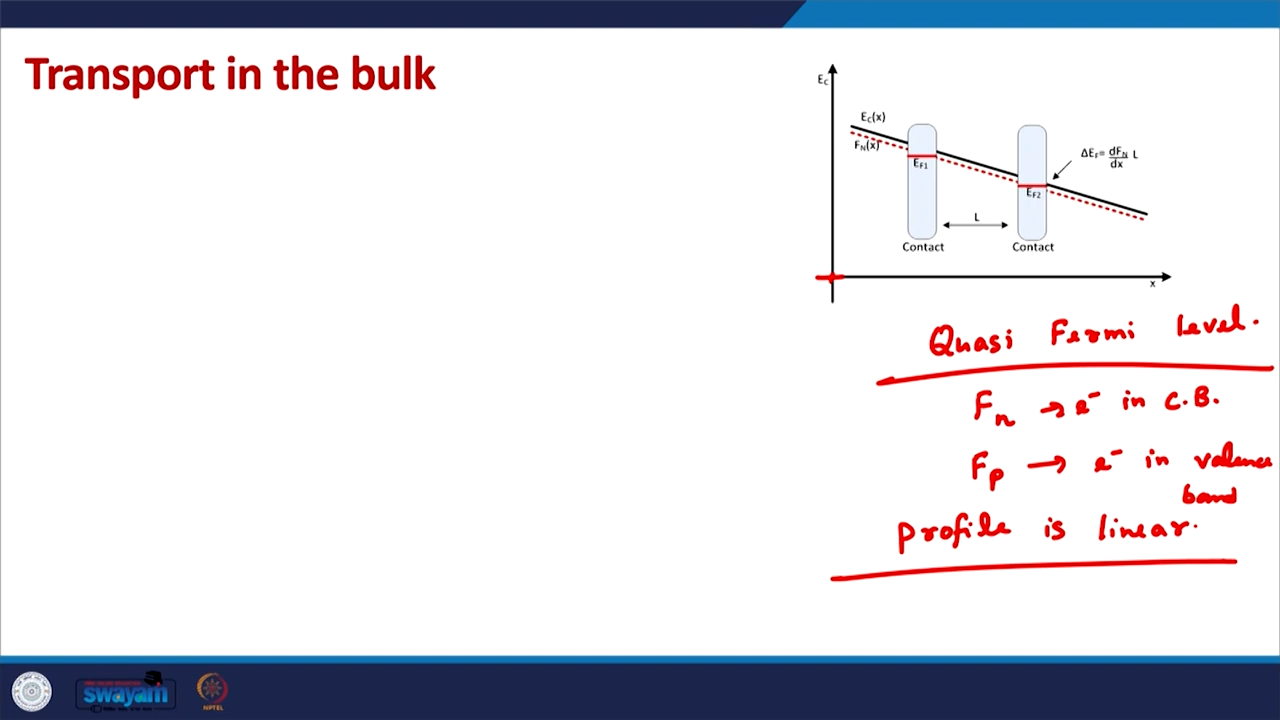 Transport in the bulk
E_C
E_C(x)
F_N(x)
E_F1
E_F2
ΔE_F = dF_N/dx L
L
Contact
Contact
x
Quasi Fermi level.
F_n → e⁻ in C.B.
F_p → e⁻ in valence
band
profile is linear.
swayam
NPTEL